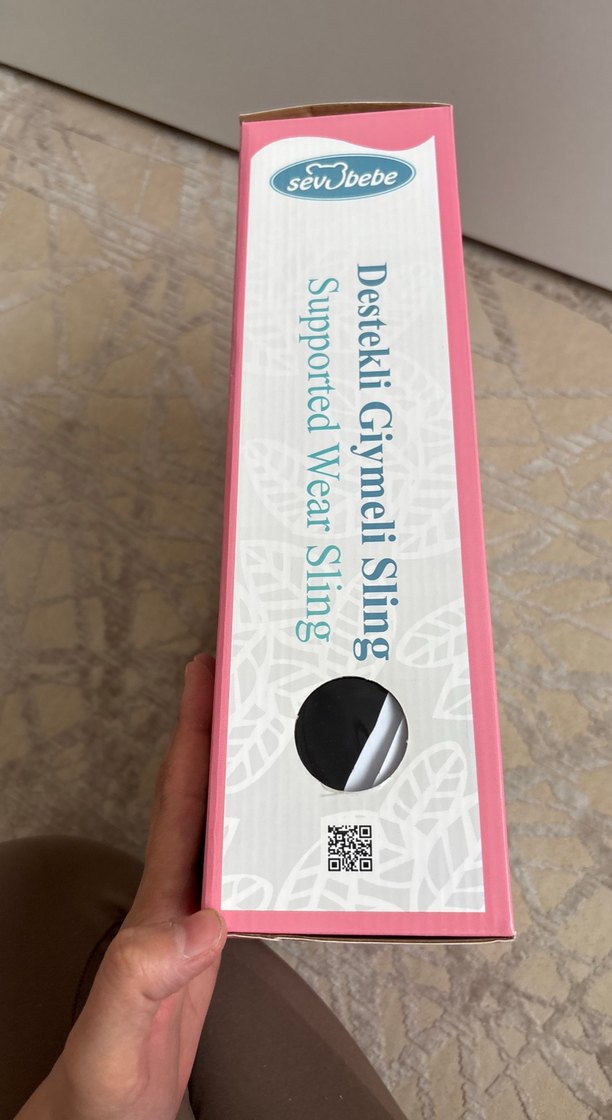 sevibebe
Destekli Giymeli Sling
Supported Wear Sling